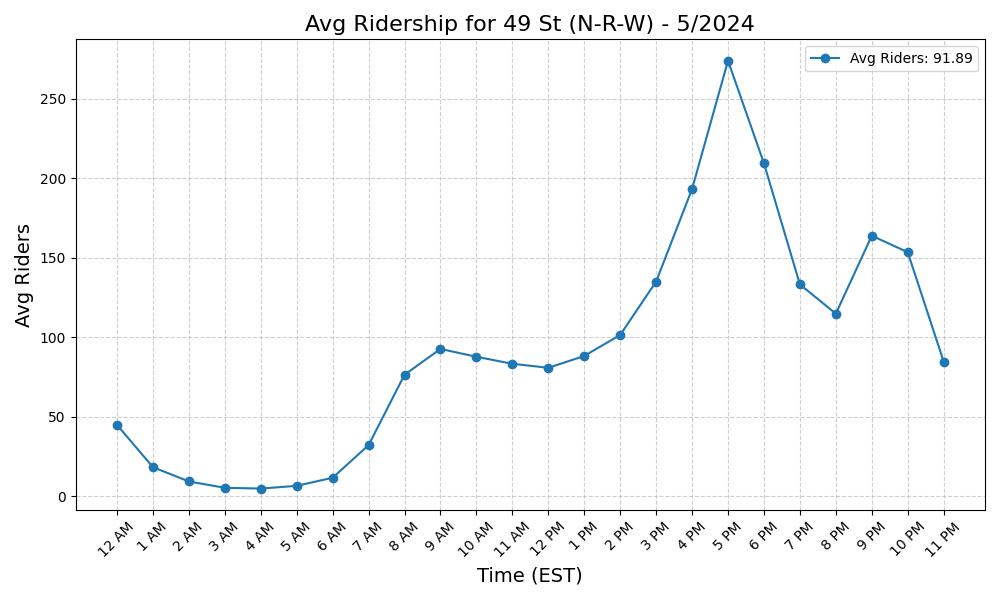 Avg Ridership for 49 St (N-R-W) - 5/2024
Avg Riders: 91.89
Avg Riders
250
200
150
100
50
0
12 AM
1 AM
2 AM
3 AM
4 AM
5 AM
6 AM
7 AM
8 AM
9 AM
10 AM
11 AM
12 PM
1 PM
2 PM
3 PM
4 PM
5 PM
6 PM
7 PM
8 PM
9 PM
10 PM
11 PM
Time (EST)